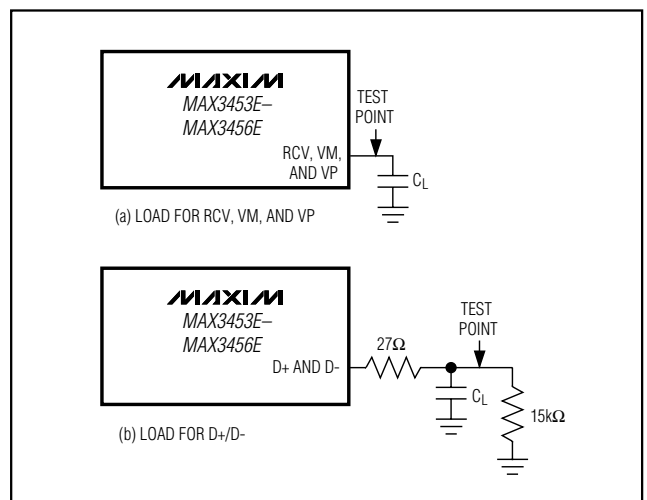 MAXIM
MAX3453E–
MAX3456E
RCV, VM,
AND VP
TEST
POINT
CL
(a) LOAD FOR RCV, VM, AND VP
MAXIM
MAX3453E–
MAX3456E
D+ AND D-
27Ω
TEST
POINT
CL
15kΩ
(b) LOAD FOR D+/D-